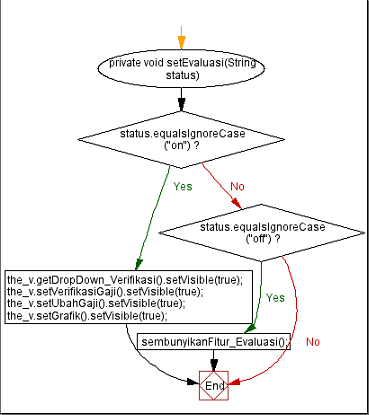 private void setEvaluasi(String
status)
status.equalsIgnoreCase
("on") ?
Yes
No
status.equalsIgnoreCase
("off") ?
the_v.getDropDown_Verifikasi().setVisible(true);
the_v.setVerifikasiGaji().setVisible(true);
the_v.setUbahGaji().setVisible(true);
the_v.setGrafik().setVisible(true);
Yes
sembunyikanFitur_Evaluasi();
No
End